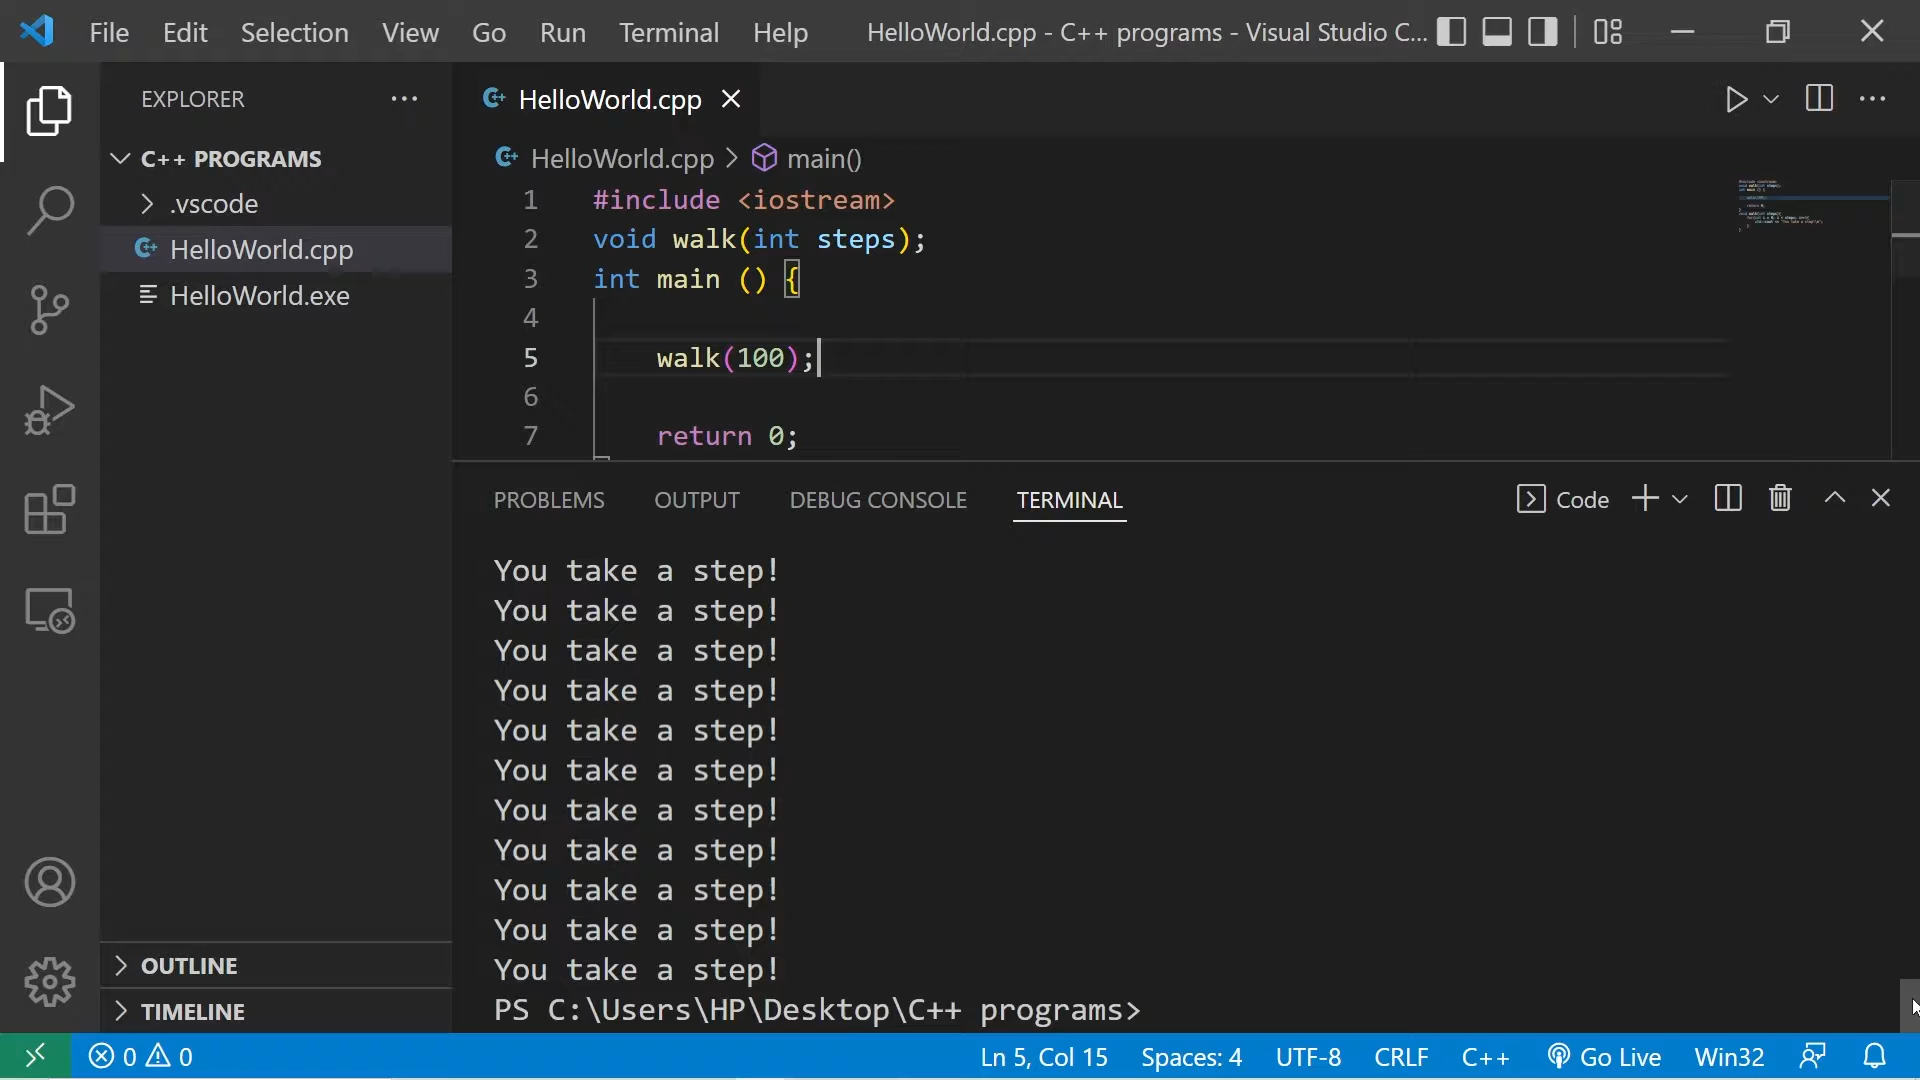 File Edit Selection View Go Run Terminal Help HelloWorld.cpp - C++ programs - Visual Studio C...
EXPLORER
C++ PROGRAMS
.vscode
HelloWorld.cpp
HelloWorld.exe
OUTLINE
TIMELINE
HelloWorld.cpp
HelloWorld.cpp > main()
1 #include <iostream>
2 void walk(int steps);
3 int main () {
4
5 walk(100);
6
7 return 0;
PROBLEMS OUTPUT DEBUG CONSOLE TERMINAL Code
You take a step!
You take a step!
You take a step!
You take a step!
You take a step!
You take a step!
You take a step!
You take a step!
You take a step!
You take a step!
You take a step!
PS C:\Users\HP\Desktop\C++ programs>
0 0 Ln 5, Col 15 Spaces: 4 UTF-8 CRLF C++ Go Live Win32